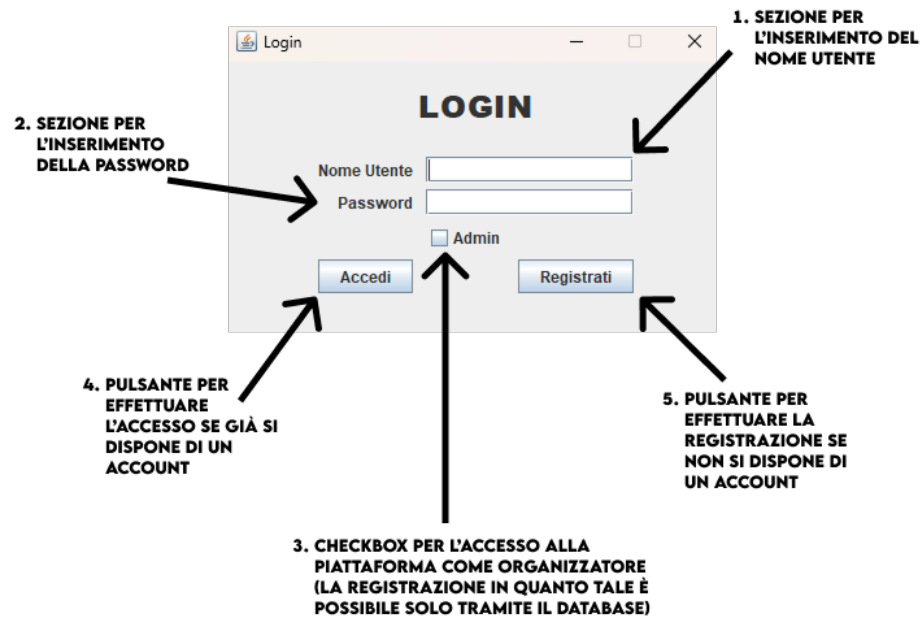 1. SEZIONE PER
L'INSERIMENTO DEL
NOME UTENTE
Login
LOGIN
2. SEZIONE PER
L'INSERIMENTO
DELLA PASSWORD
Nome Utente
Password
Admin
Accedi
Registrati
4. PULSANTE PER
EFFETTUARE
L'ACCESSO SE GIÀ SI
DISPONE DI UN
ACCOUNT
5. PULSANTE PER
EFFETTUARE LA
REGISTRAZIONE SE
NON SI DISPONE DI
UN ACCOUNT
3. CHECKBOX PER L'ACCESSO ALLA
PIATTAFORMA COME ORGANIZZATORE
(LA REGISTRAZIONE IN QUANTO TALE È
POSSIBILE SOLO TRAMITE IL DATABASE)